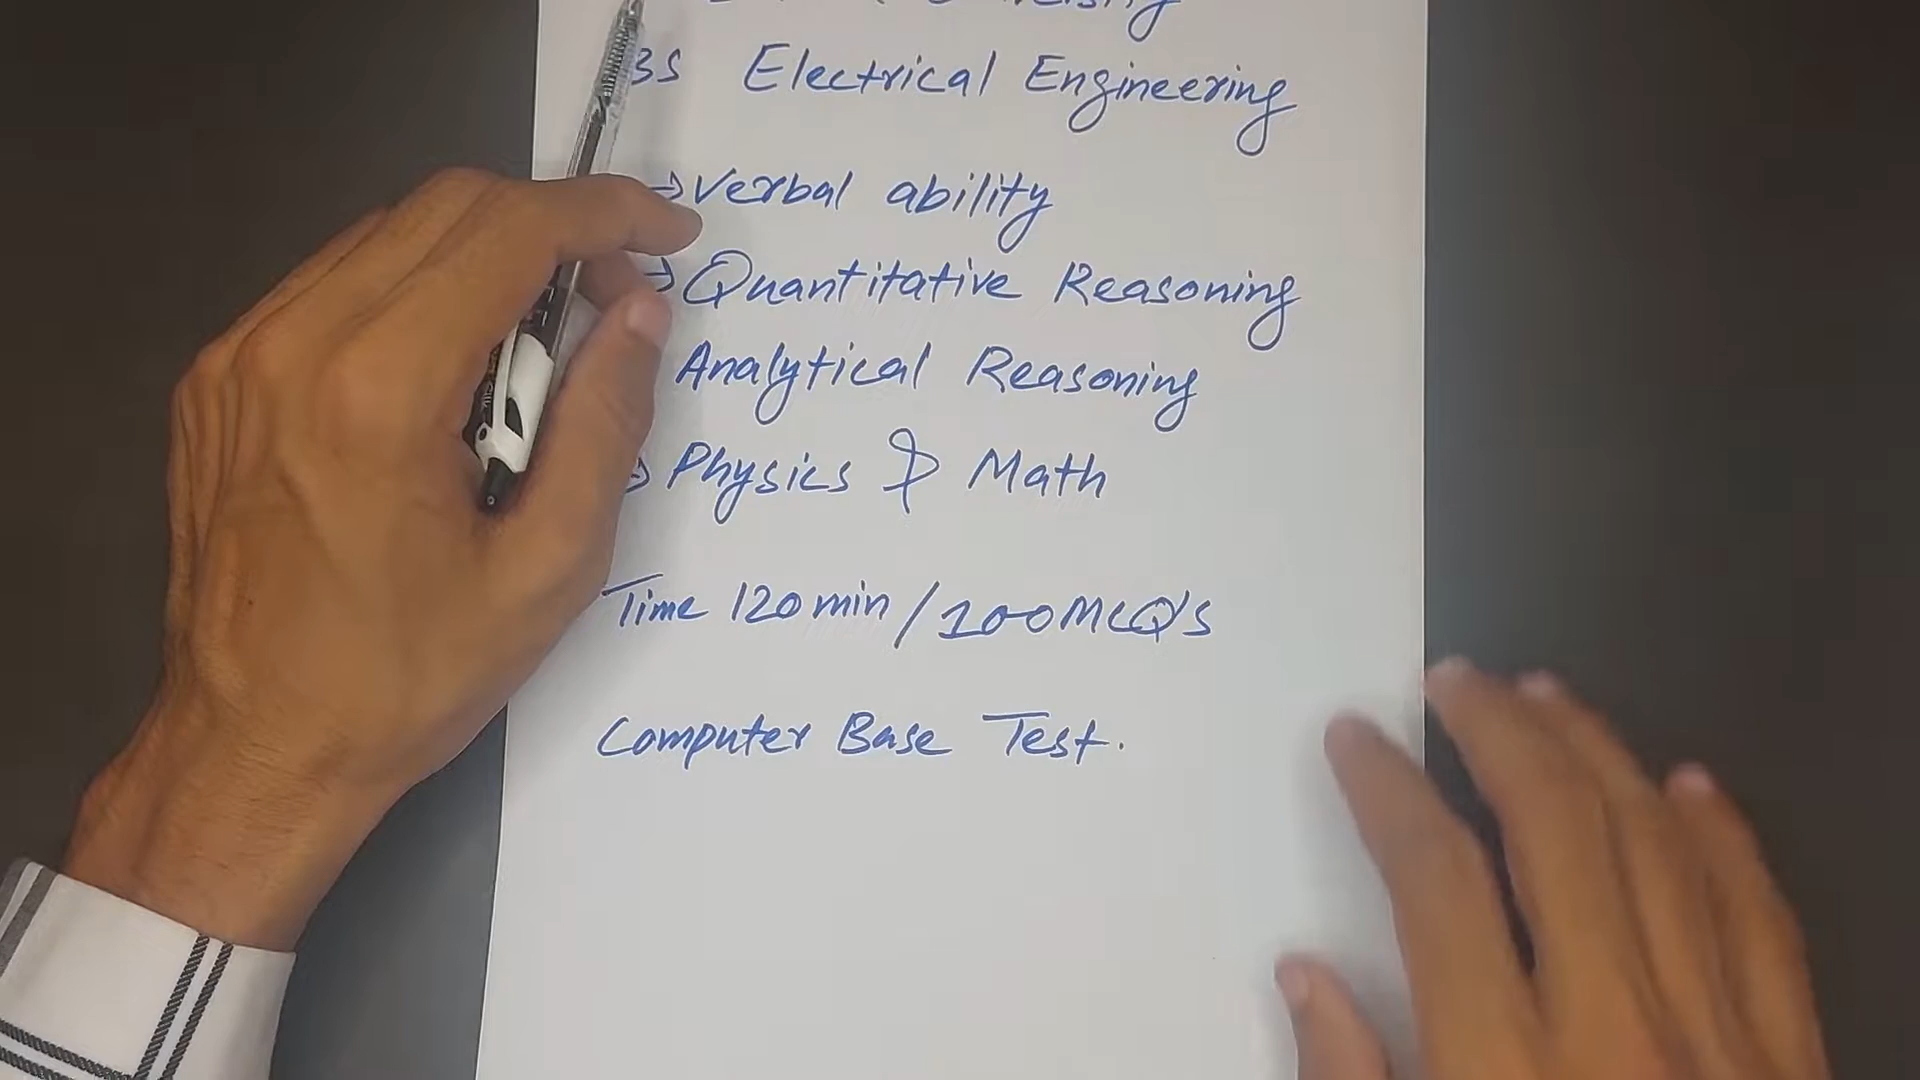 BS Electrical Engineering
→ Verbal ability
→ Quantitative Reasoning
Analytical Reasoning
→ Physics & Math
Time 120 min / 100 MCQ's
Computer Base Test.